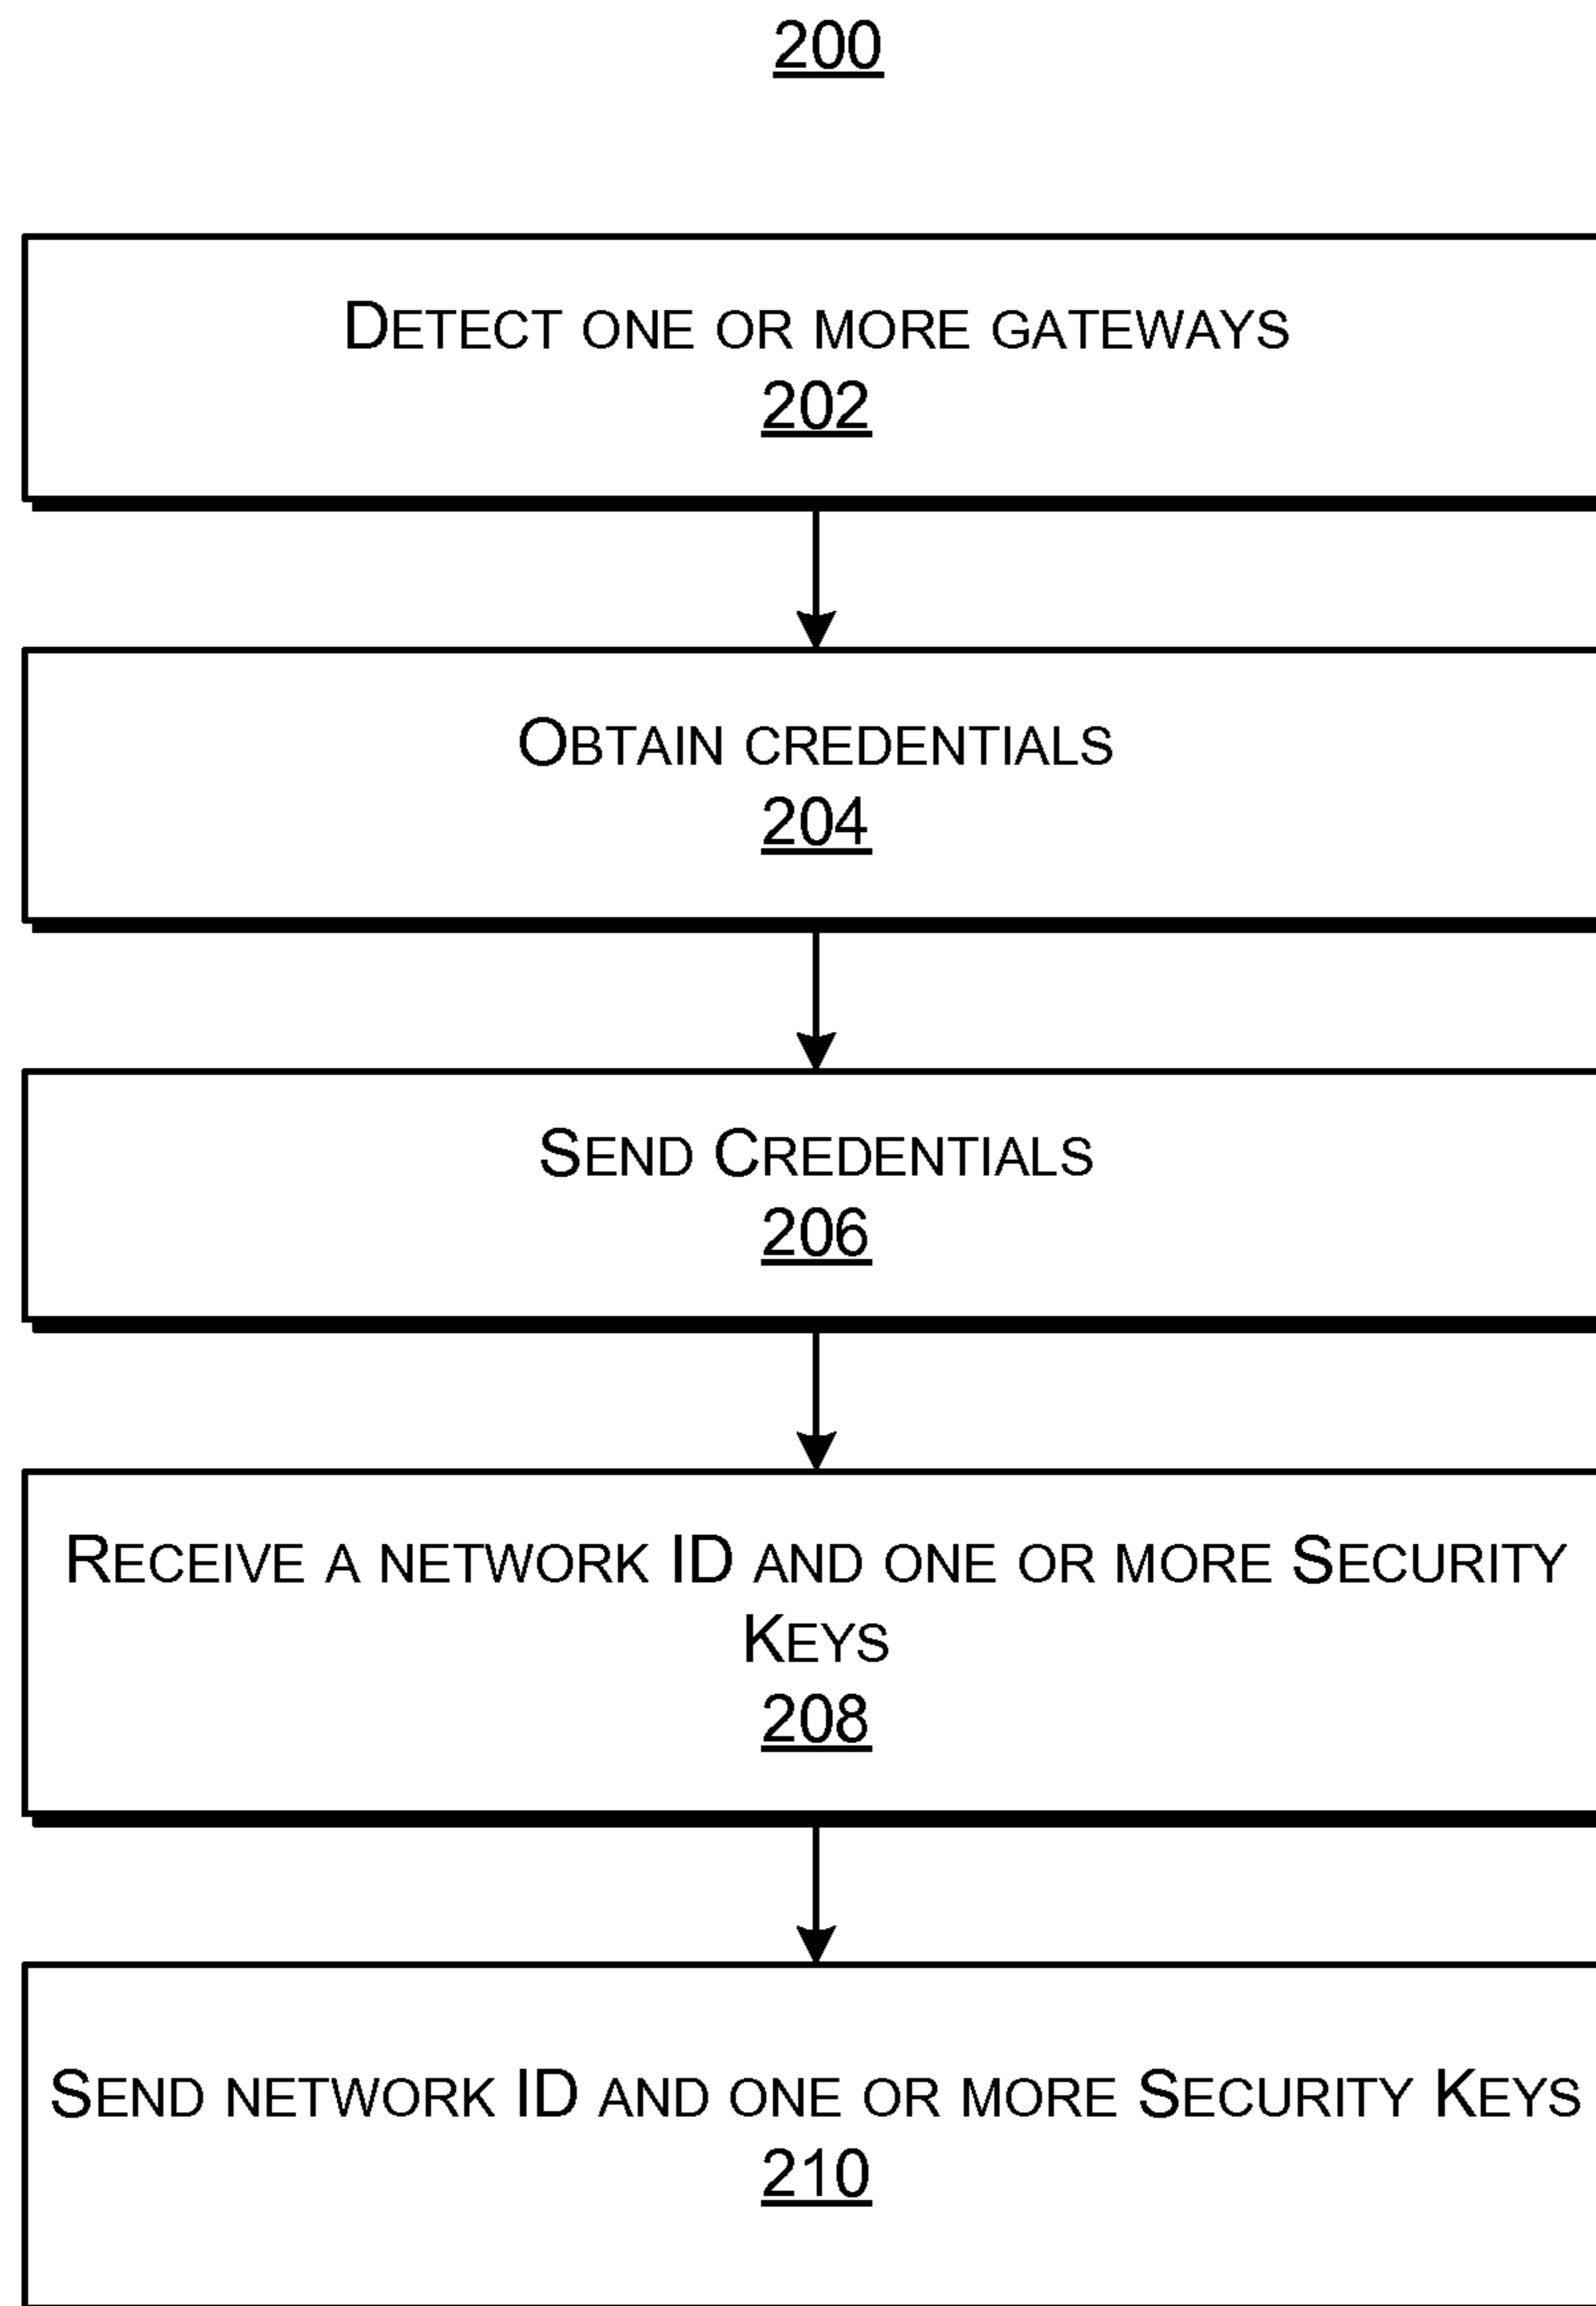 200
Detect one or more gateways
202
Obtain credentials
204
Send Credentials
206
Receive a network ID and one or more Security
Keys
208
Send network ID and one or more Security Keys
210